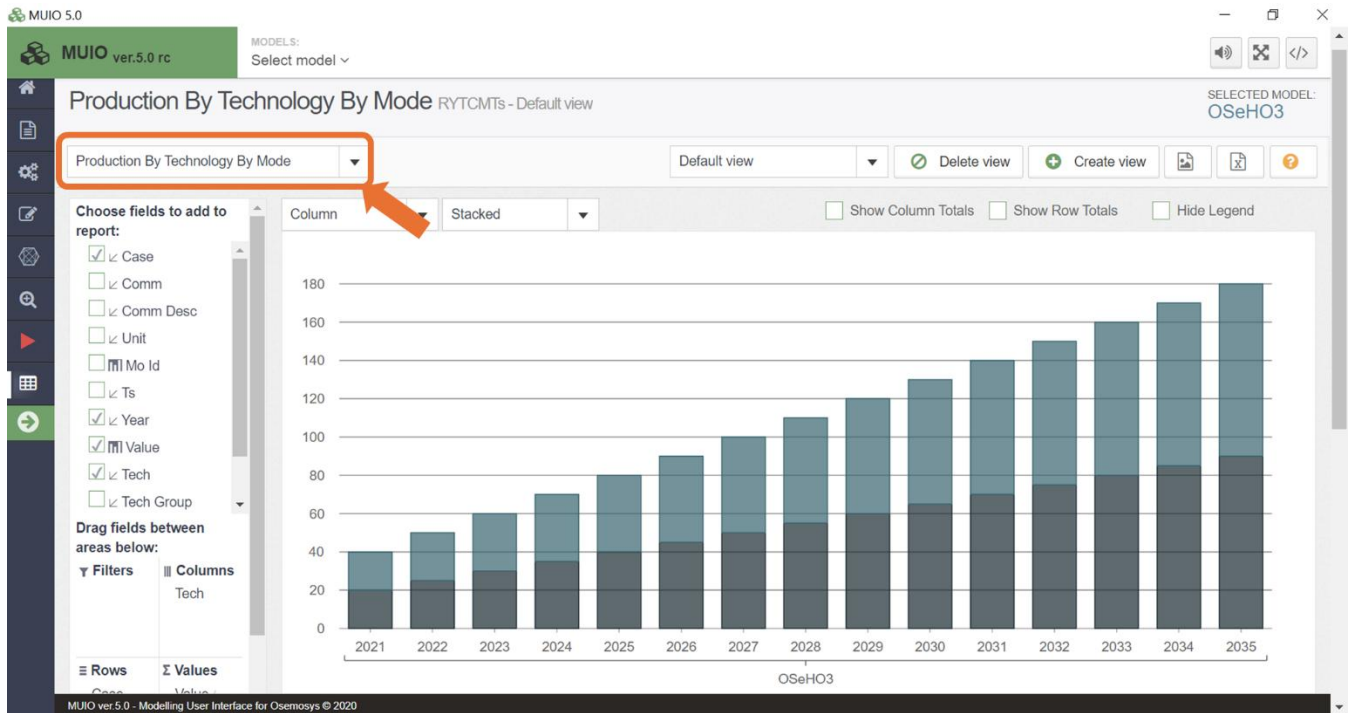 MUIO 5.0
MUIO ver.5.0 rc
MODELS:
Select model
Production By Technology By Mode RYTCMTs - Default view
SELECTED MODEL:
OSeHO3
Production By Technology By Mode
Default view
Delete view
Create view
Choose fields to add to
report:
Case
Comm
Comm Desc
Unit
Mo Id
Ts
Year
Value
Tech
Tech Group
Drag fields between
areas below:
Filters
Columns
Tech
Rows
Σ Values
Case
Value
Column
Stacked
Show Column Totals
Show Row Totals
Hide Legend
180
160
140
120
100
80
60
40
20
0
2021 2022 2023 2024 2025 2026 2027 2028 2029 2030 2031 2032 2033 2034 2035
OSeHO3
MUIO ver.5.0 - Modelling User Interface for Osemosys © 2020